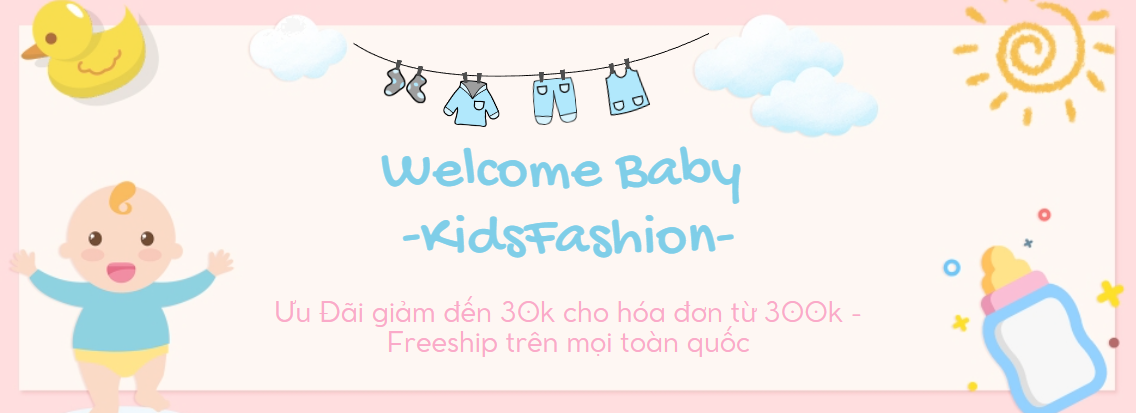 Welcome Baby
-KidsFashion-
Ưu Đãi giảm đến 30k cho hóa đơn từ 300k -
Freeship trên mọi toàn quốc